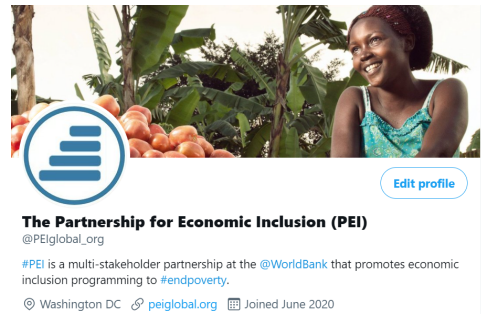 Edit profile
The Partnership for Economic Inclusion (PEI)
@PEIglobal_org
#PEI is a multi-stakeholder partnership at the @WorldBank that promotes economic
inclusion programming to #endpoverty.
Washington DC peiglobal.org Joined June 2020